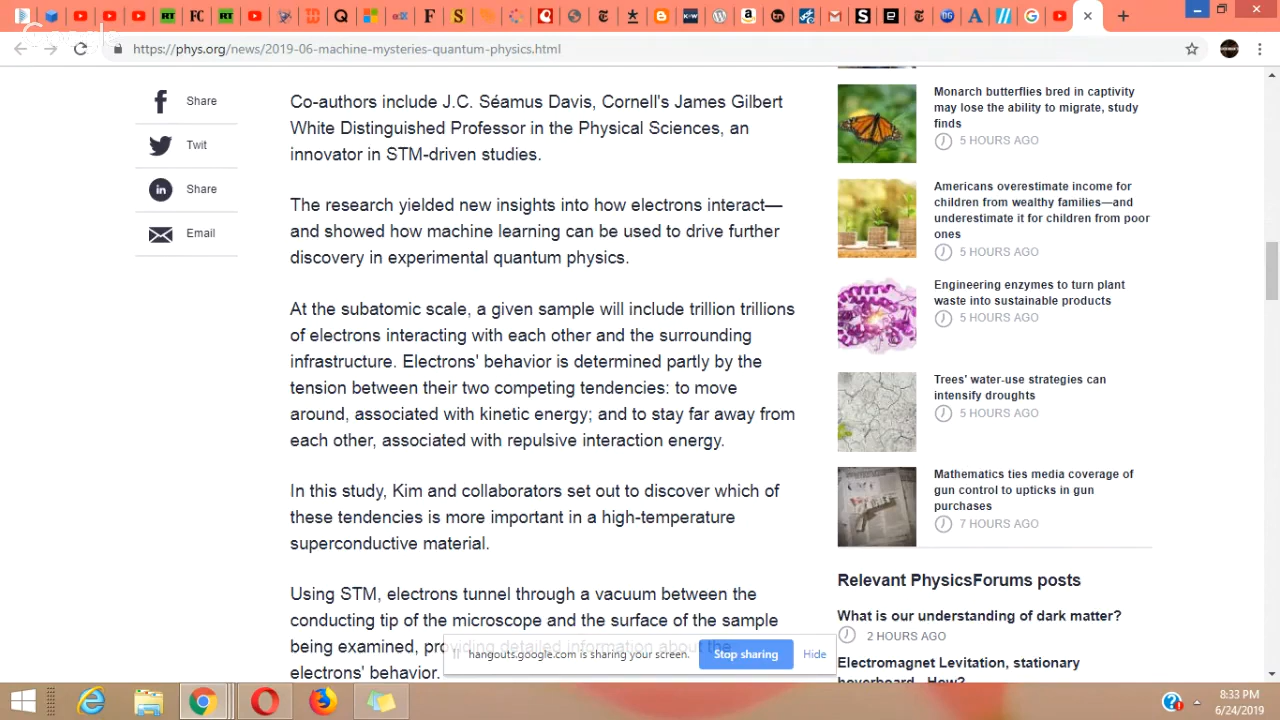 https://phys.org/news/2019-06-machine-mysteries-quantum-physics.html
Share
Twit
Share
Email
Co-authors include J.C. Séamus Davis, Cornell's James Gilbert
White Distinguished Professor in the Physical Sciences, an
innovator in STM-driven studies.
The research yielded new insights into how electrons interact—
and showed how machine learning can be used to drive further
discovery in experimental quantum physics.
At the subatomic scale, a given sample will include trillion trillions
of electrons interacting with each other and the surrounding
infrastructure. Electrons' behavior is determined partly by the
tension between their two competing tendencies: to move
around, associated with kinetic energy; and to stay far away from
each other, associated with repulsive interaction energy.
In this study, Kim and collaborators set out to discover which of
these tendencies is more important in a high-temperature
superconductive material.
Using STM, electrons tunnel through a vacuum between the
conducting tip of the microscope and the surface of the sample
being examined, providing detailed information about the
electrons' behavior.
Monarch butterflies bred in captivity
may lose the ability to migrate, study
finds
5 HOURS AGO
Americans overestimate income for
children from wealthy families—and
underestimate it for children from poor
ones
5 HOURS AGO
Engineering enzymes to turn plant
waste into sustainable products
5 HOURS AGO
Trees' water-use strategies can
intensify droughts
5 HOURS AGO
Mathematics ties media coverage of
gun control to upticks in gun
purchases
7 HOURS AGO
Relevant PhysicsForums posts
What is our understanding of dark matter?
2 HOURS AGO
Electromagnet Levitation, stationary
hoverboard - How?
hangouts.google.com is sharing your screen.
Stop sharing
Hide
8:33 PM
6/24/2019